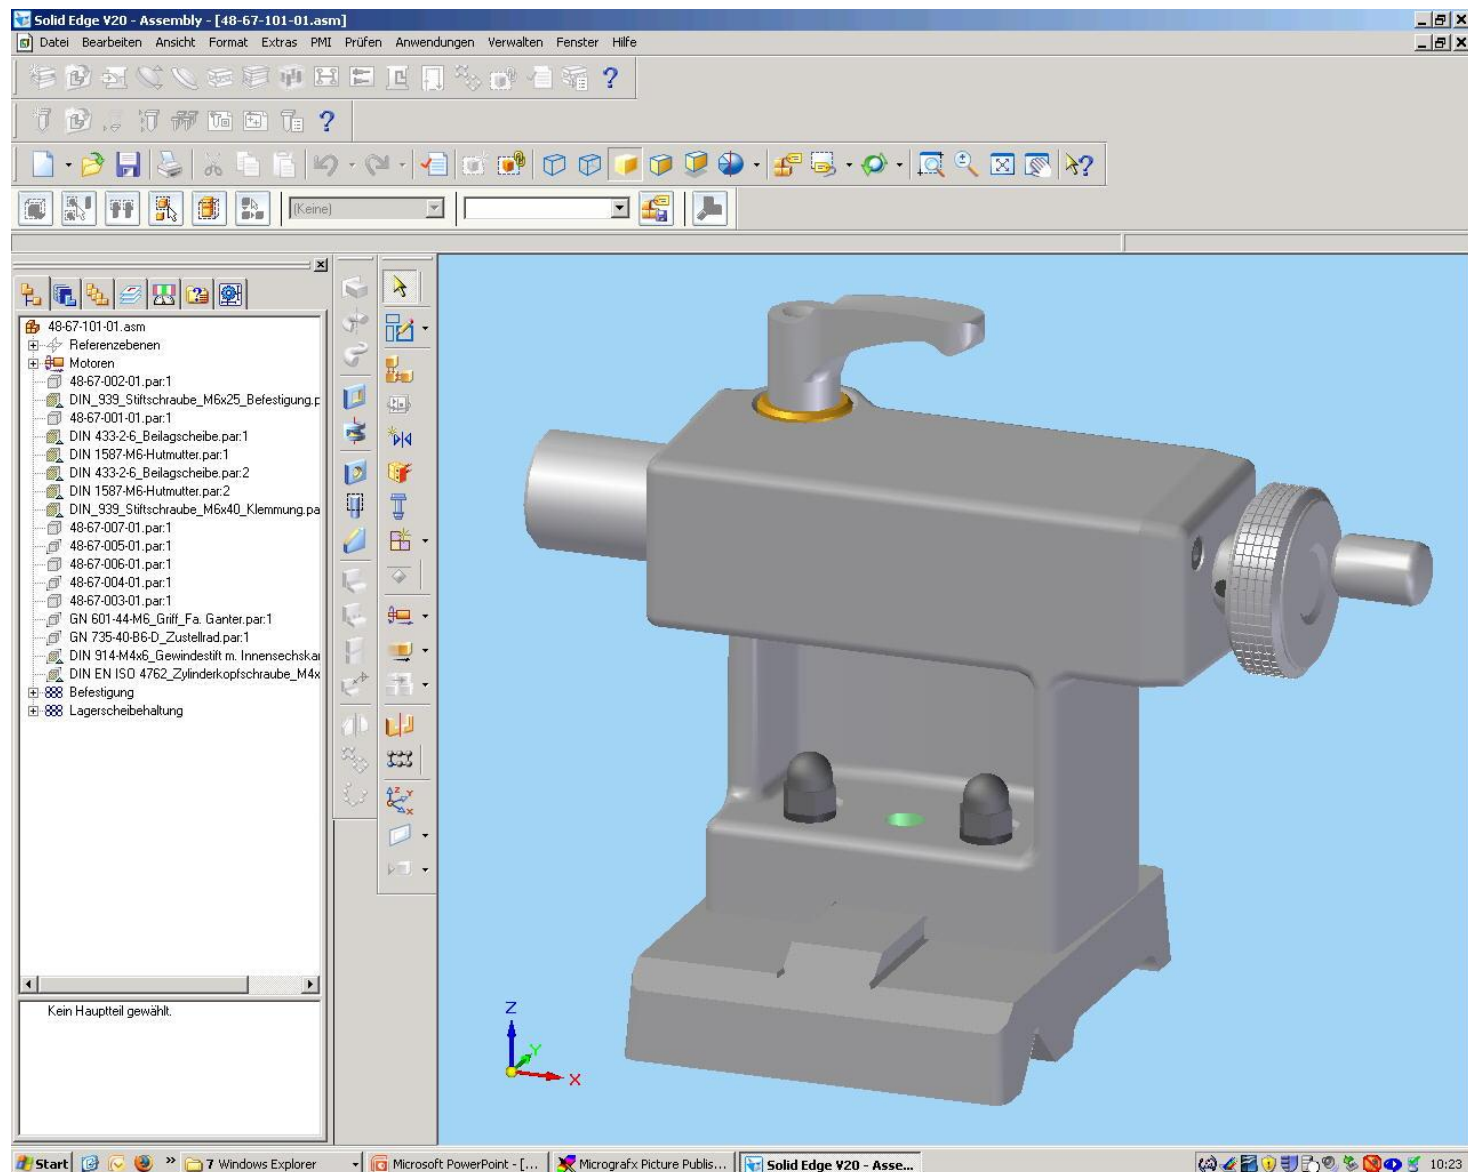 Solid Edge V20 - Assembly - [48-67-101-01.asm]
Datei Bearbeiten Ansicht Format Extras PMI Prüfen Anwendungen Verwalten Fenster Hilfe
(Keine)
48-67-101-01.asm
Referenzebenen
Motoren
48-67-002-01.par:1
DIN_939_Stiftschraube_M6x25_Befestigung.p
48-67-001-01.par:1
DIN 433-2-6_Beilagscheibe.par:1
DIN 1587-M6-Hutmutter.par:1
DIN 433-2-6_Beilagscheibe.par:2
DIN 1587-M6-Hutmutter.par:2
DIN_939_Stiftschraube_M6x40_Klemmung.pa
48-67-007-01.par:1
48-67-005-01.par:1
48-67-006-01.par:1
48-67-004-01.par:1
48-67-003-01.par:1
GN 601-44-M6_Griff_Fa. Ganter.par:1
GN 735-40-B6-D_Zustellrad.par:1
DIN 914-M4x6_Gewindestift m. Innensechska
DIN EN ISO 4762_Zylinderkopfschraube_M4x
Befestigung
Lagerscheibehaltung
Kein Hauptteil gewählt.
Z
Y
X
Start » 7 Windows Explorer Microsoft PowerPoint - [... Micrografx Picture Publis... Solid Edge V20 - Asse... 10:23